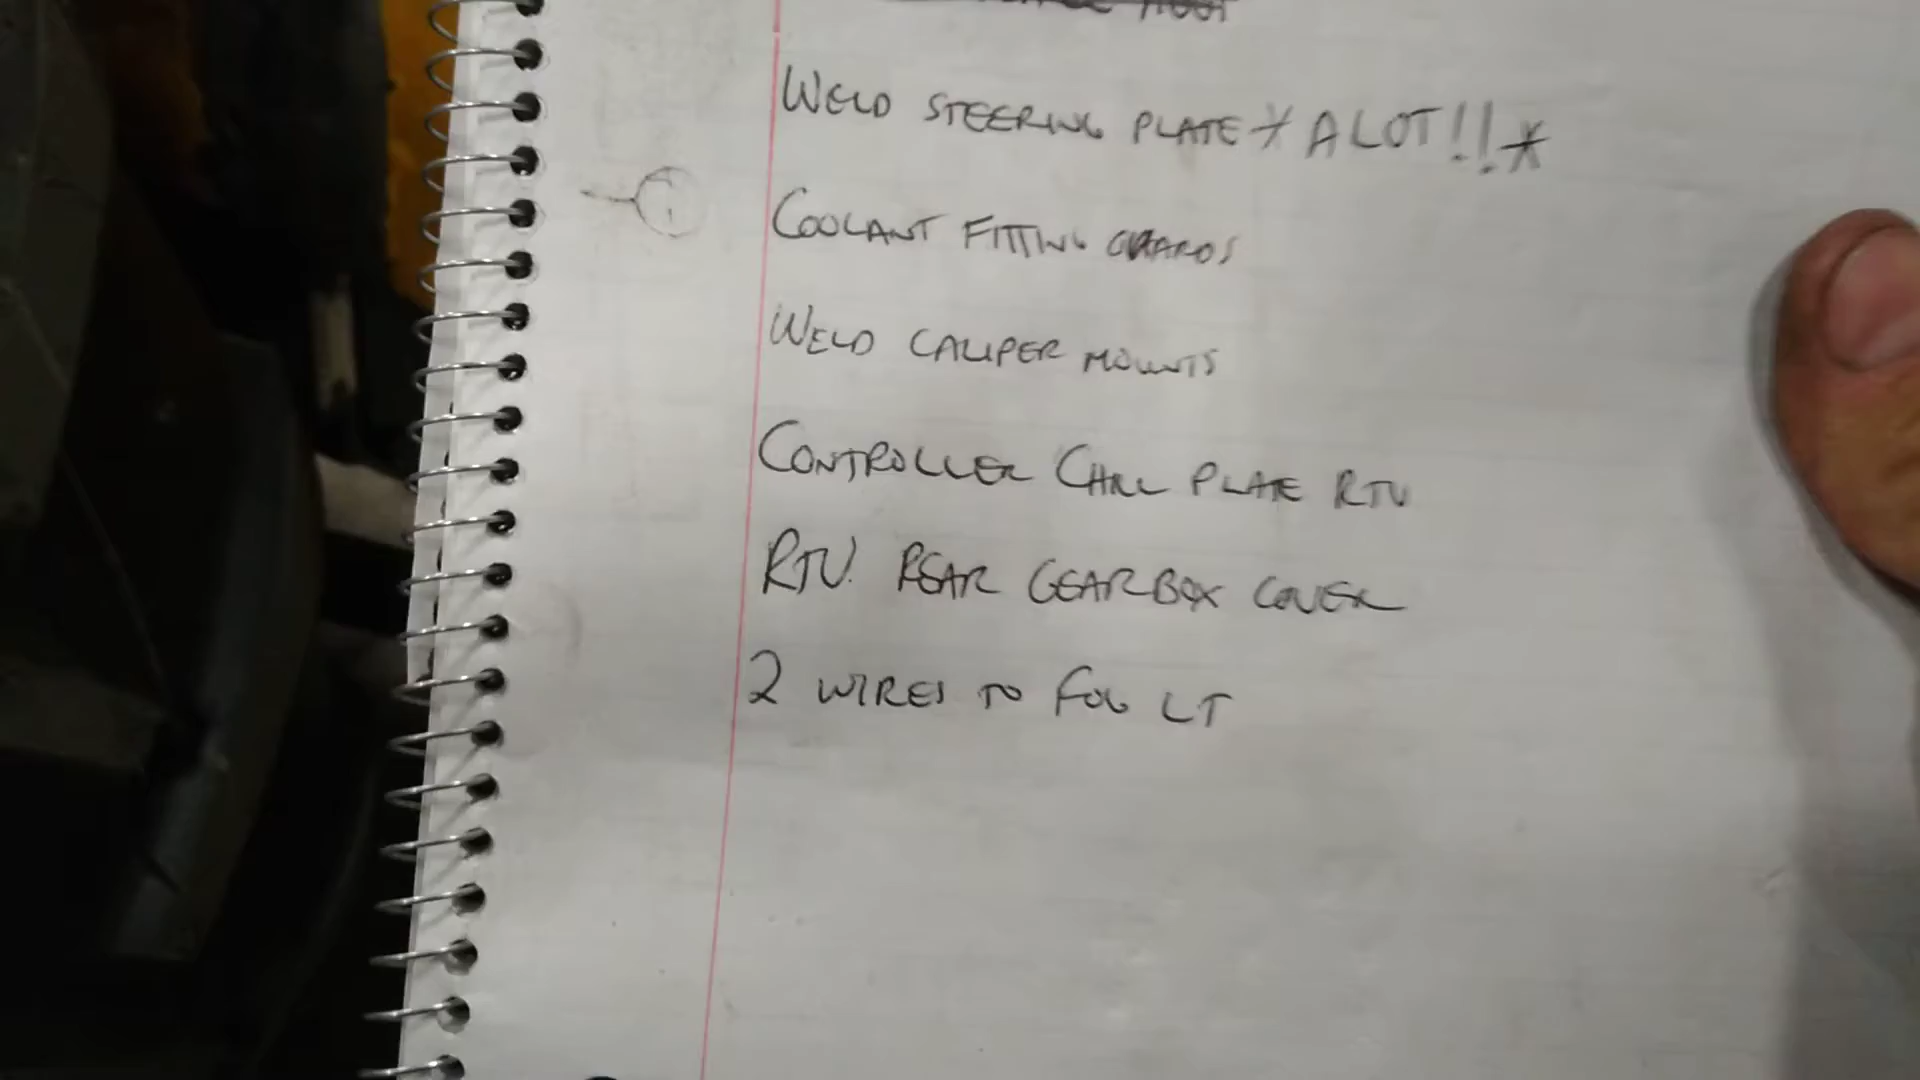 WELD STEERING PLATE * A LOT!! *
COOLANT FITTING GUARDS
WELD CALIPER MOUNTS
CONTROLLER CHILL PLATE RTV
RTV REAR GEARBOX COVER
2 WIRES TO FOG LT